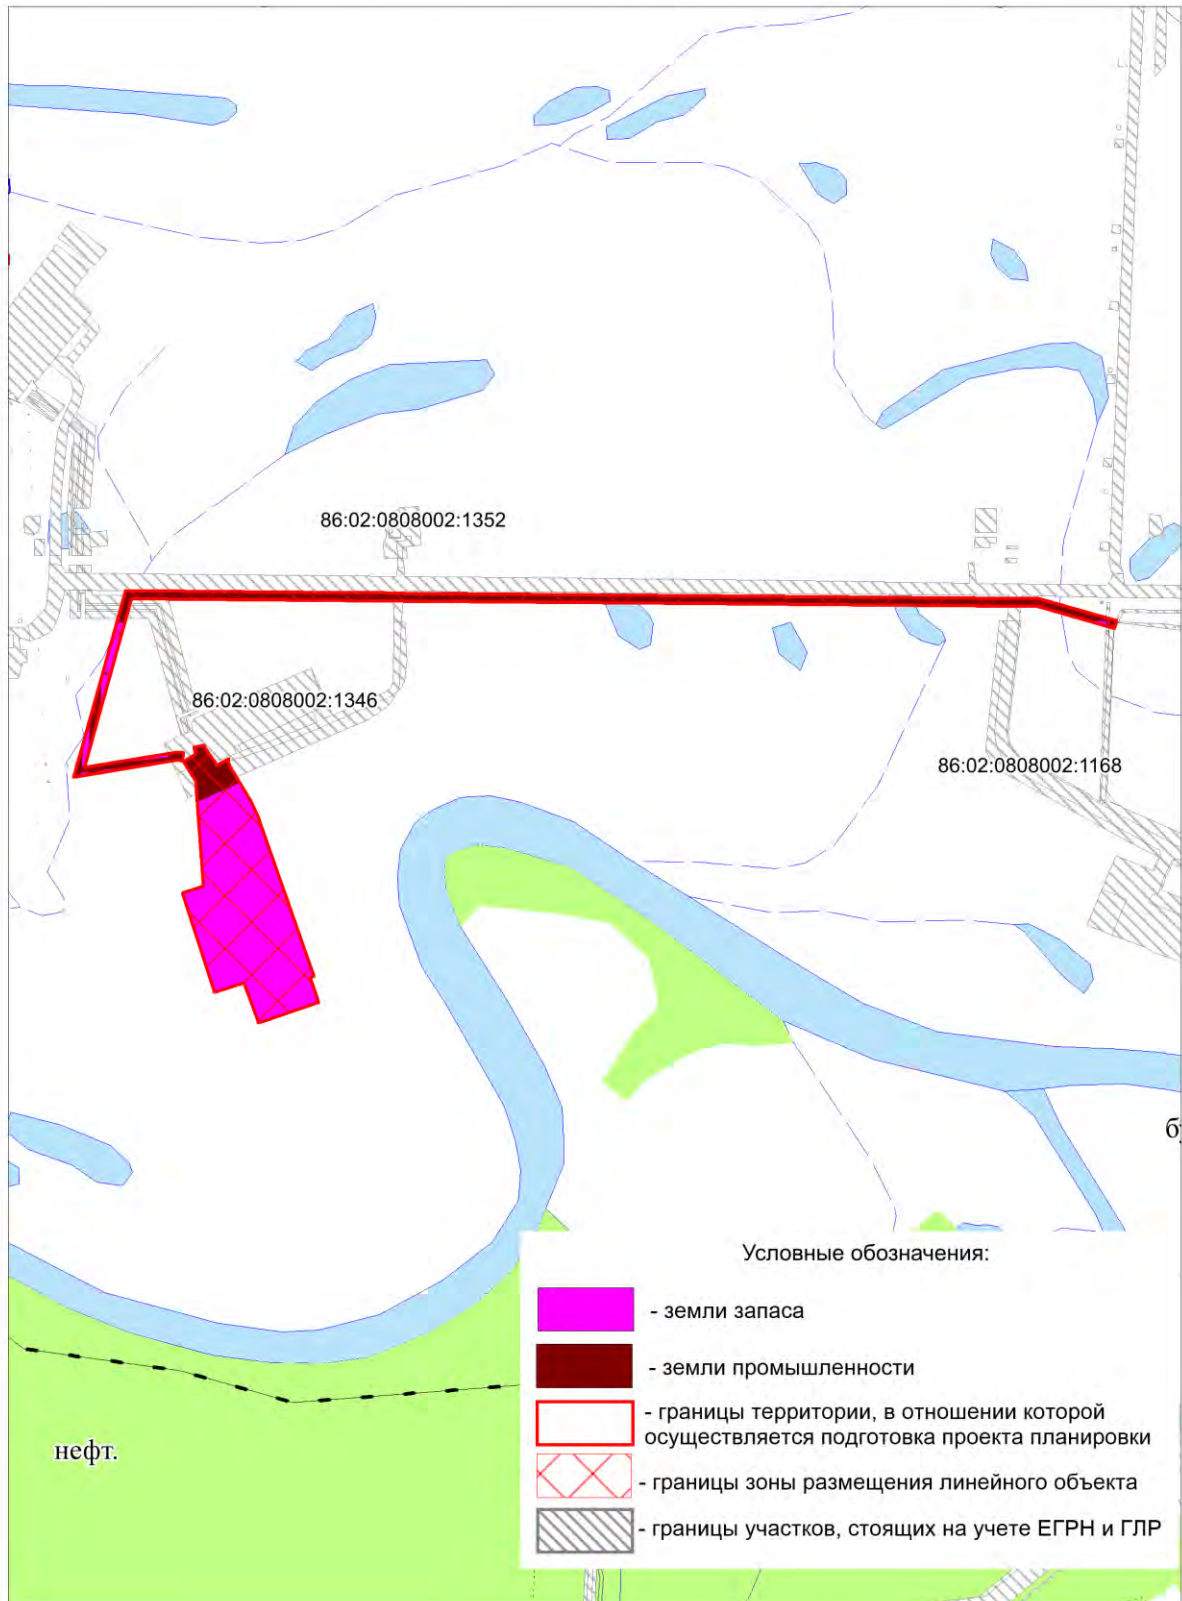 86:02:0808002:1352
86:02:0808002:1346
86:02:0808002:1168
Условные обозначения:
- земли запаса
- земли промышленности
- границы территории, в отношении которой
осуществляется подготовка проекта планировки
- границы зоны размещения линейного объекта
- границы участков, стоящих на учете ЕГРН и ГЛР
нефт.